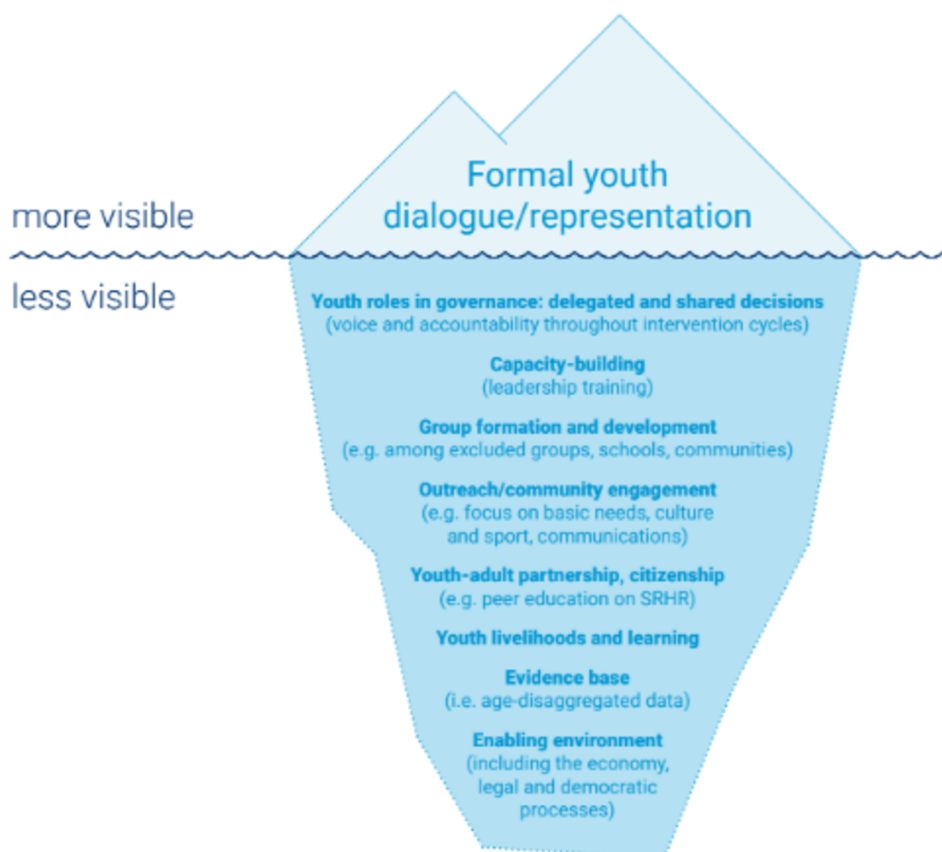 Formal youth
dialogue/representation
more visible
less visible
Youth roles in governance: delegated and shared decisions
(voice and accountability throughout intervention cycles)
Capacity-building
(leadership training)
Group formation and development
(e.g. among excluded groups, schools, communities)
Outreach/community engagement
(e.g. focus on basic needs, culture
and sport, communications)
Youth-adult partnership, citizenship
(e.g. peer education on SRHR)
Youth livelihoods and learning
Evidence base
(i.e. age-disaggregated data)
Enabling environment
(including the economy,
legal and democratic
processes)